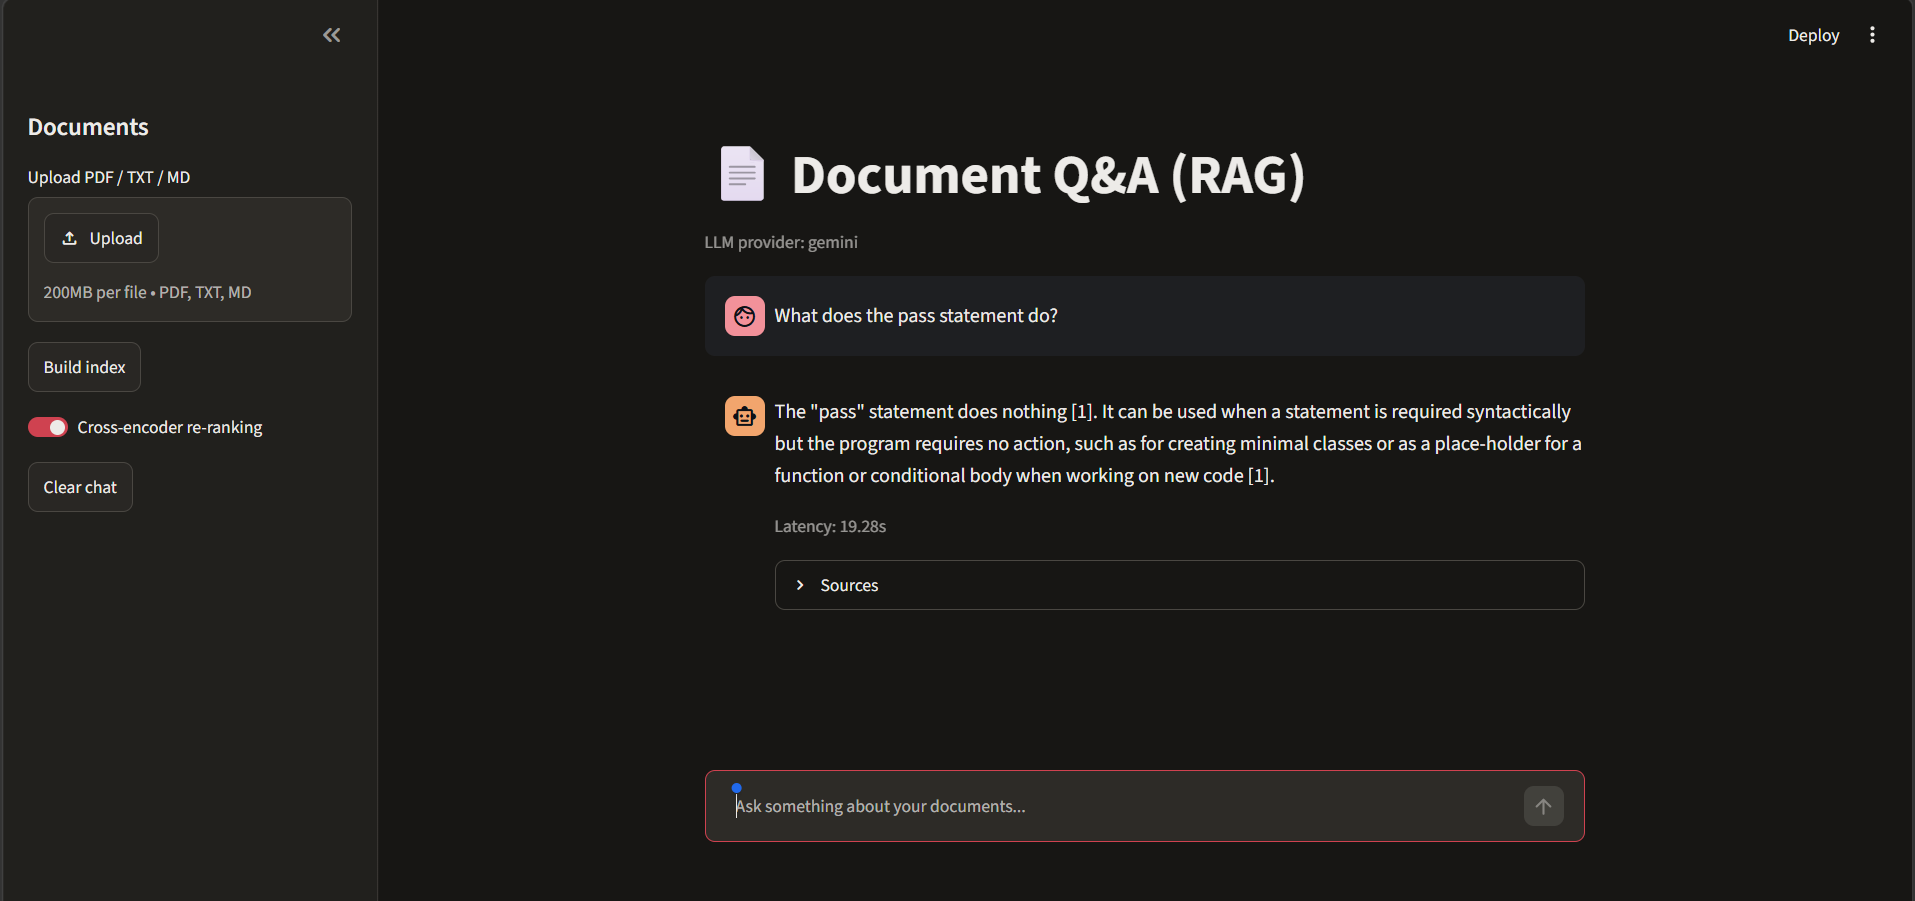 Deploy
Documents
Upload PDF / TXT / MD
Upload
200MB per file • PDF, TXT, MD
Build index
Cross-encoder re-ranking
Clear chat
Document Q&A (RAG)
LLM provider: gemini
What does the pass statement do?
The "pass" statement does nothing [1]. It can be used when a statement is required syntactically
but the program requires no action, such as for creating minimal classes or as a place-holder for a
function or conditional body when working on new code [1].
Latency: 19.28s
Sources
Ask something about your documents...